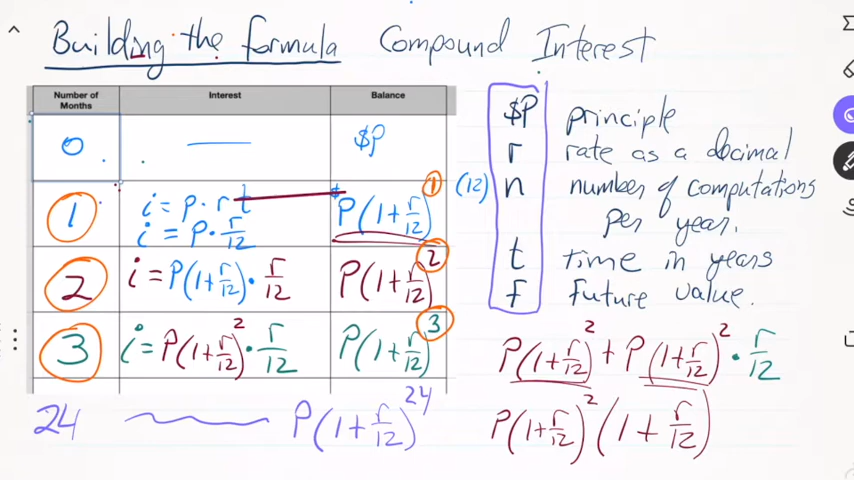 Building the formula Compound Interest
Number of Months Interest Balance
0 — $P
1 i = P · r t $P(1+r/12)^1
i = P · r/12
2 i = P(1+r/12) · r/12 P(1+r/12)^2
3 i = P(1+r/12)^2 · r/12 P(1+r/12)^3
24 P(1+r/12)^24
$P principle
r rate as a decimal
(12) n number of computations
per year.
t time in years
f future value.
P(1+r/12)^2 + P(1+r/12)^2 · r/12
P(1+r/12)^2 (1 + r/12)